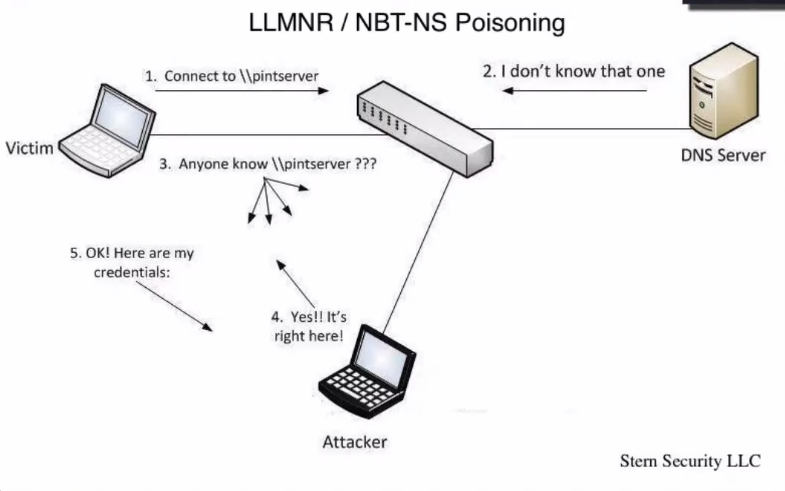 LLMNR / NBT-NS Poisoning
1. Connect to \\pintserver
2. I don't know that one
Victim
DNS Server
3. Anyone know \\pintserver ???
5. OK! Here are my
credentials:
4. Yes!! It's
right here!
Attacker
Stern Security LLC